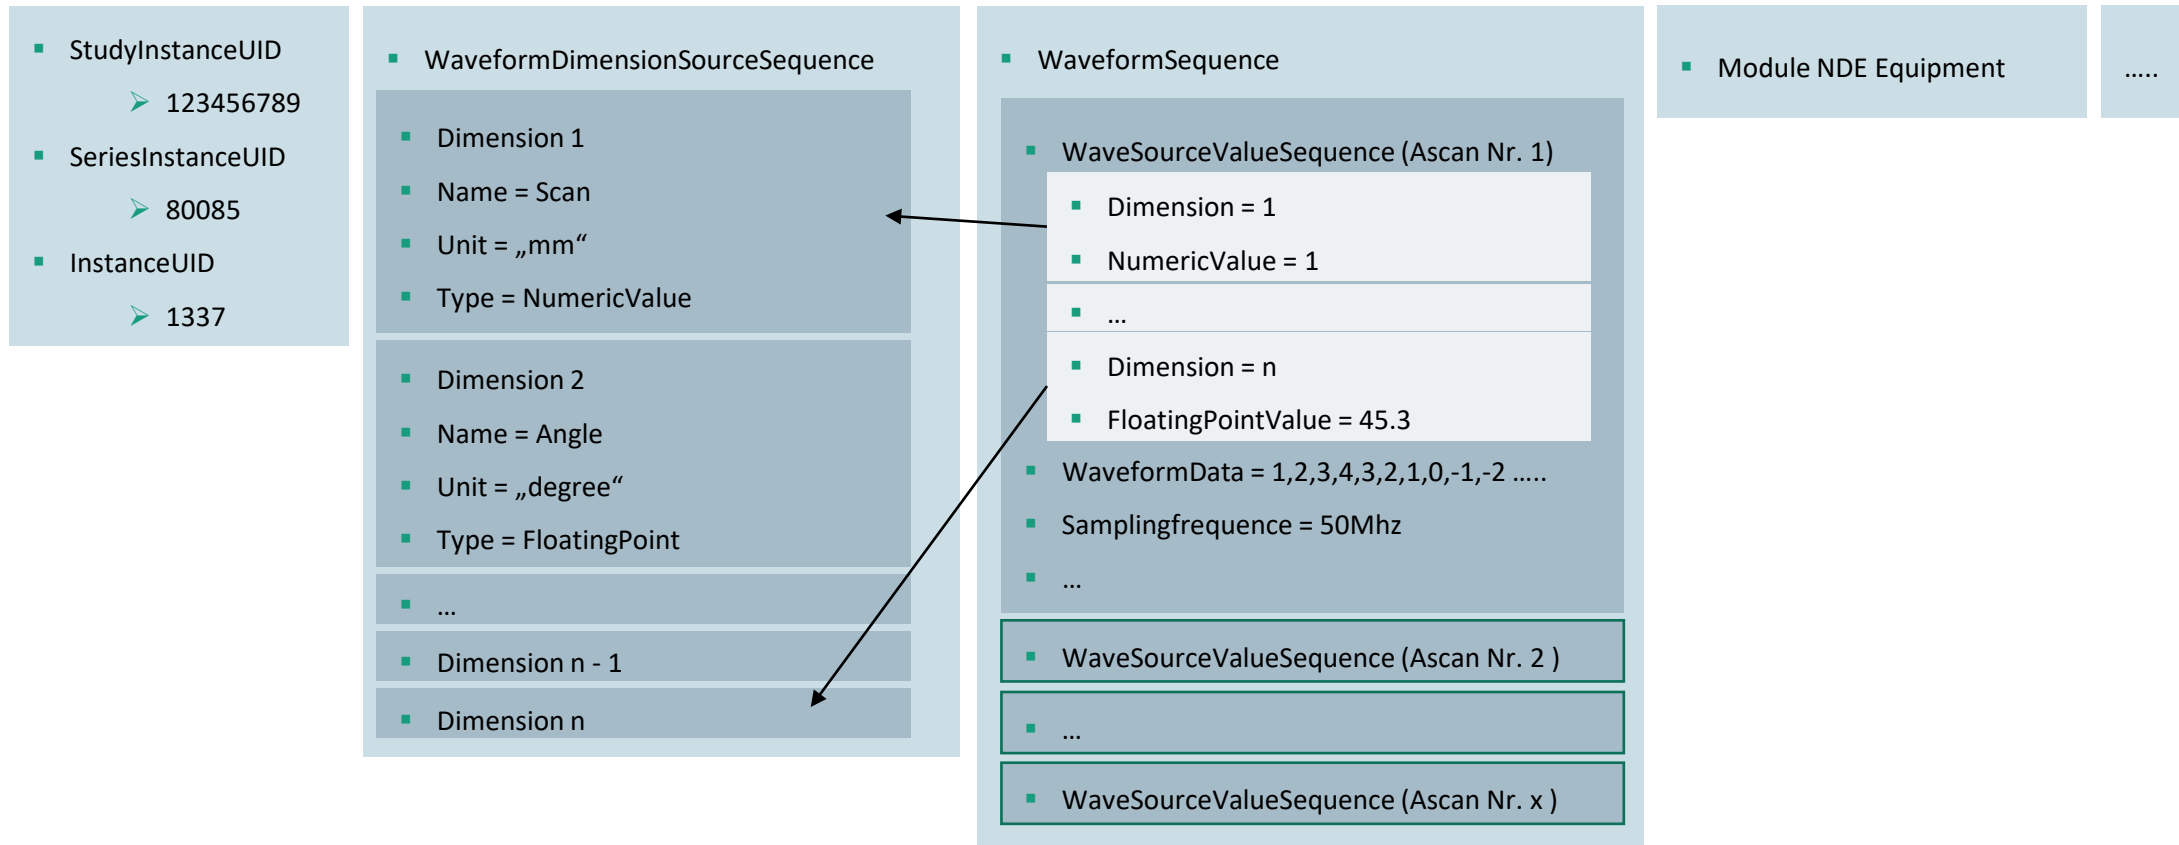 StudyInstanceUID
123456789
SeriesInstanceUID
80085
InstanceUID
1337
WaveformDimensionSourceSequence
Dimension 1
Name = Scan
Unit = „mm“
Type = NumericValue
Dimension 2
Name = Angle
Unit = „degree“
Type = FloatingPoint
...
Dimension n - 1
Dimension n
WaveformSequence
WaveSourceValueSequence (Ascan Nr. 1)
Dimension = 1
NumericValue = 1
...
Dimension = n
FloatingPointValue = 45.3
WaveformData = 1,2,3,4,3,2,1,0,-1,-2 .....
Samplingfrequence = 50Mhz
...
WaveSourceValueSequence (Ascan Nr. 2 )
...
WaveSourceValueSequence (Ascan Nr. x )
Module NDE Equipment
.....